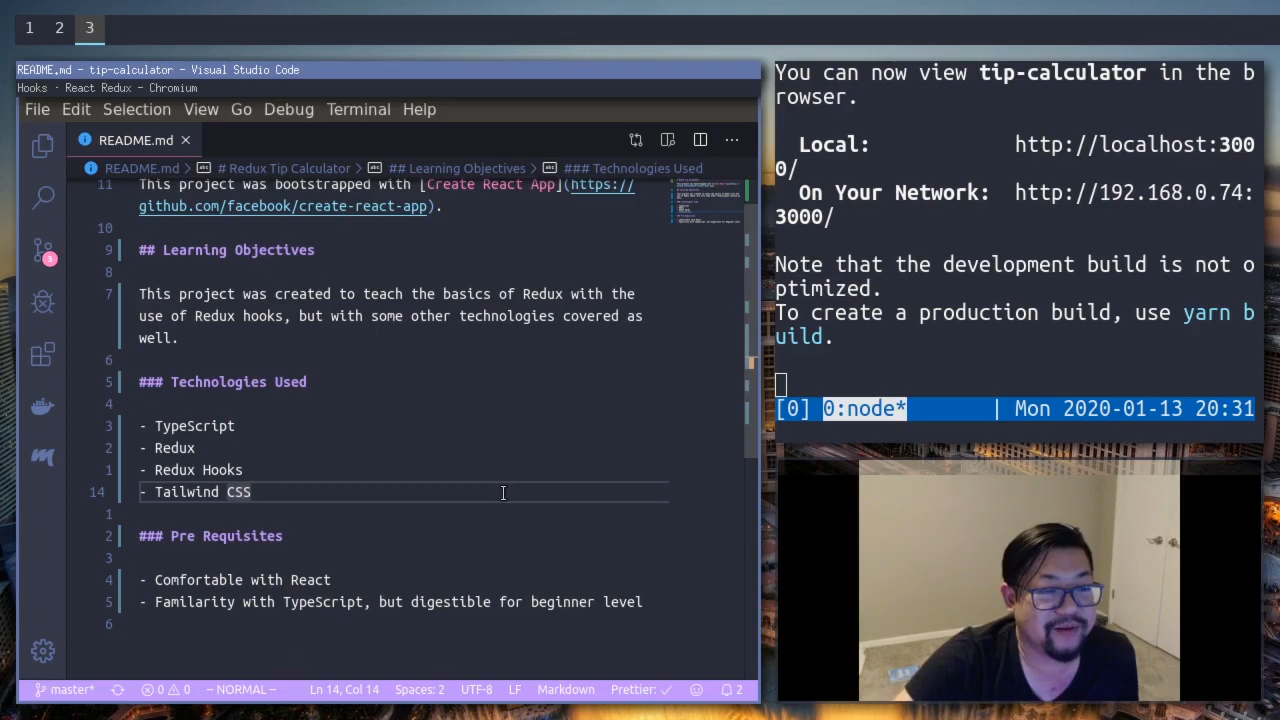 1 2 3
README.md - tip-calculator - Visual Studio Code
Hooks · React Redux - Chromium
File Edit Selection View Go Debug Terminal Help
README.md
README.md > # Redux Tip Calculator > ## Learning Objectives > ### Technologies Used
11 This project was bootstrapped with [Create React App](https://
github.com/facebook/create-react-app).
10
9 ## Learning Objectives
8
7 This project was created to teach the basics of Redux with the
use of Redux hooks, but with some other technologies covered as
well.
6
5 ### Technologies Used
4
3 - TypeScript
2 - Redux
1 - Redux Hooks
14 - Tailwind CSS
1
2 ### Pre Requisites
3
4 - Comfortable with React
5 - Familarity with TypeScript, but digestible for beginner level
6
3
master* 0 0 -- NORMAL -- Ln 14, Col 14 Spaces: 2 UTF-8 LF Markdown Prettier: ✓ 2
You can now view tip-calculator in the b
rowser.
Local: http://localhost:300
0/
On Your Network: http://192.168.0.74:
3000/
Note that the development build is not o
ptimized.
To create a production build, use yarn b
uild.
[0] 0:node* | Mon 2020-01-13 20:31